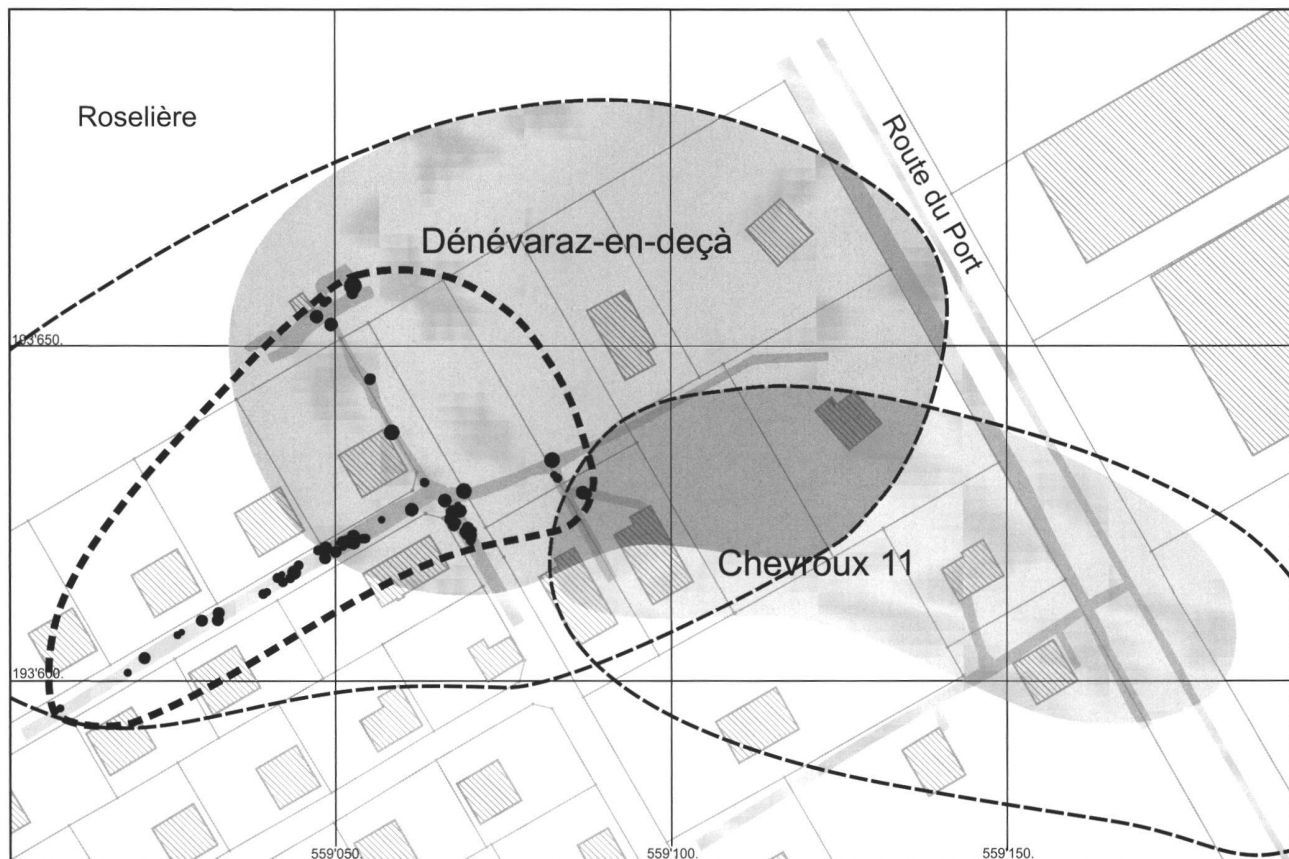 Roselière
Route du Port
Dénévaraz-en-deçà
193'650.
Chevroux 11
193'600.
559'050.
559'100.
559'150.